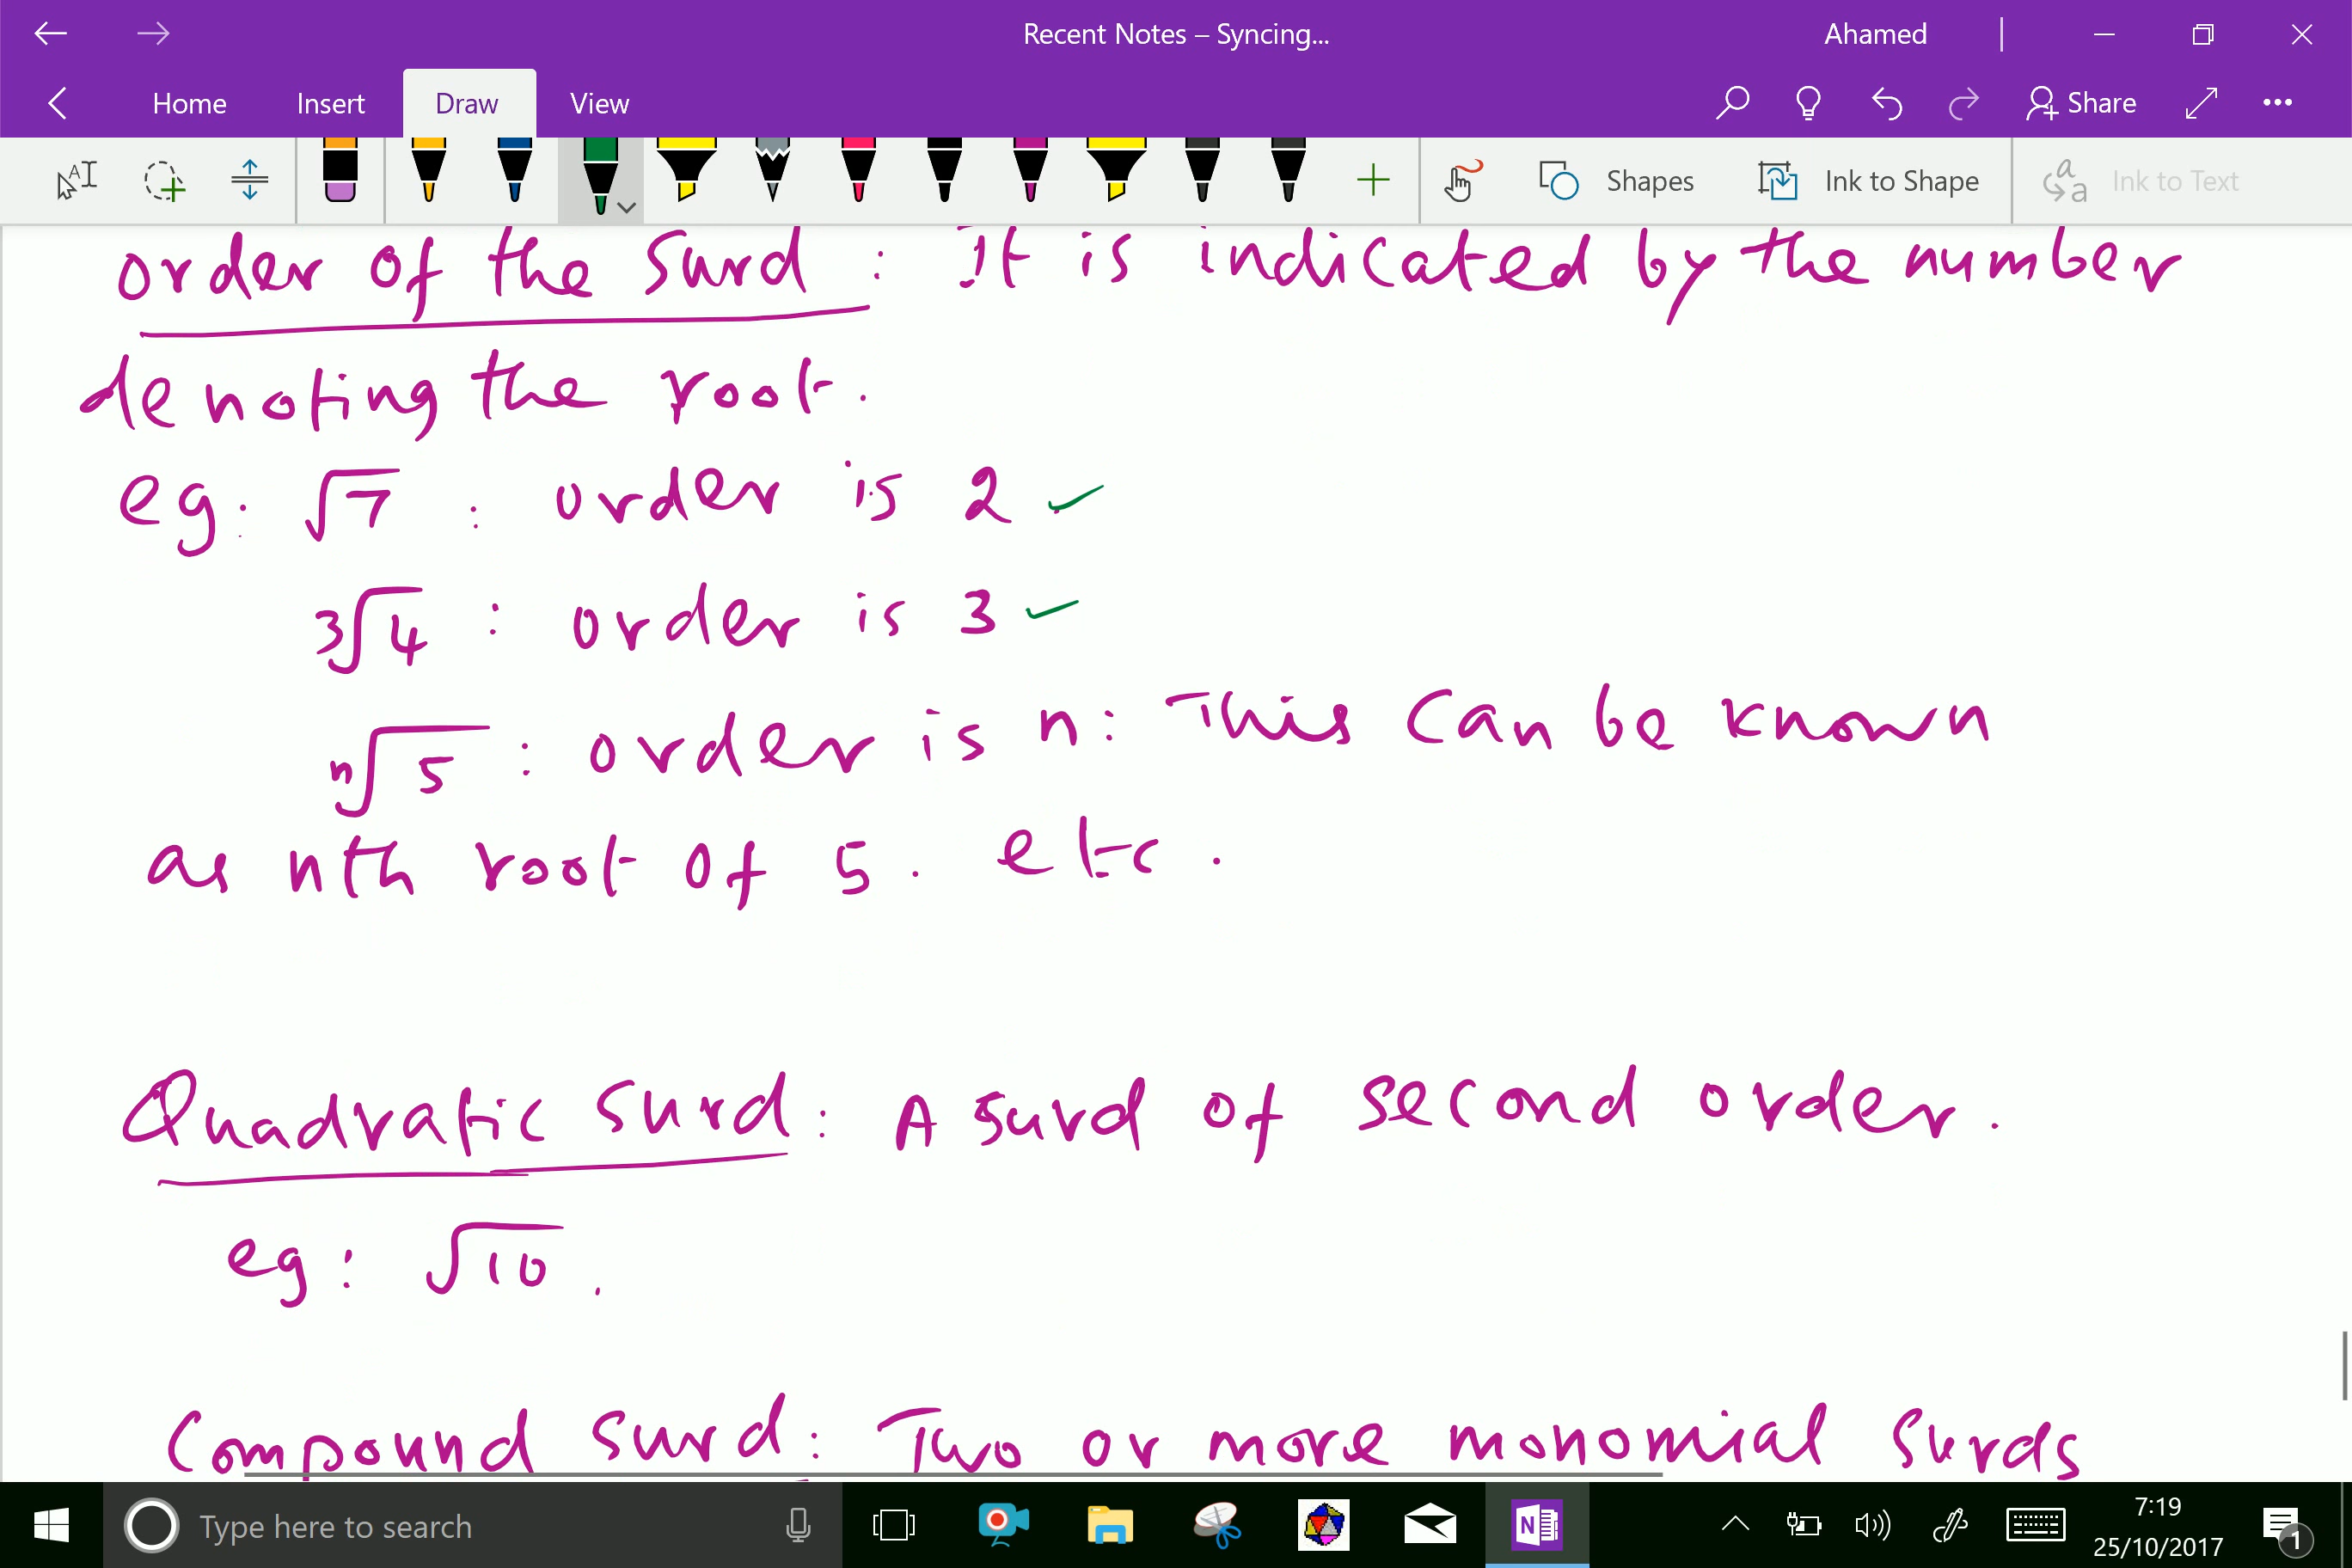 Recent Notes – Syncing...
Ahamed
Home Insert Draw View
Share
Shapes Ink to Shape Ink to Text
order of the Surd : It is indicated by the number
denoting the root.
eg: √7 : order is 2 ✓
³√4 : order is 3 ✓
ⁿ√5 : order is n: This can be known
as nth root of 5 . etc .
Quadratic Surd : A surd of second order.
eg : √10 .
Compound Surd : Two or more monomial Surds
Type here to search
7:19
25/10/2017
1